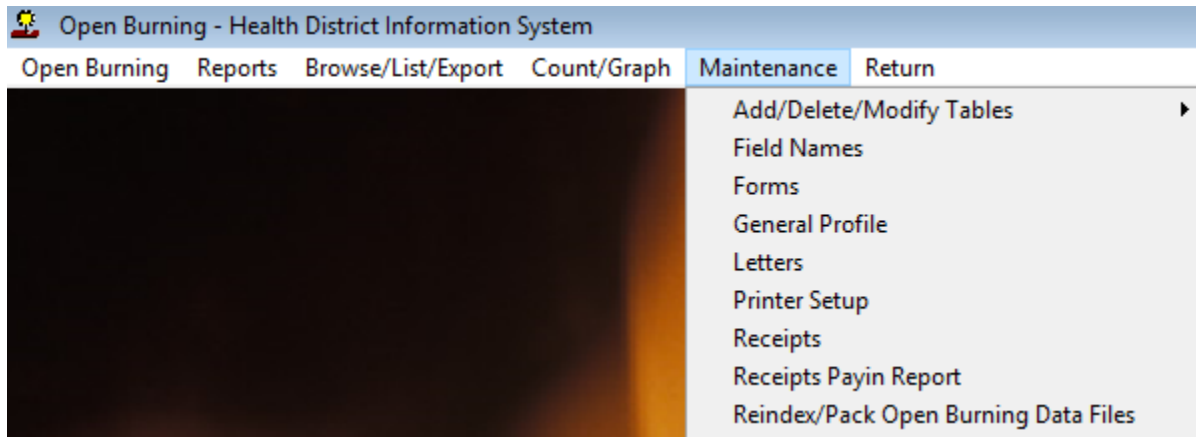 Open Burning - Health District Information System
Open Burning Reports Browse/List/Export Count/Graph Maintenance Return
Add/Delete/Modify Tables
Field Names
Forms
General Profile
Letters
Printer Setup
Receipts
Receipts Payin Report
Reindex/Pack Open Burning Data Files